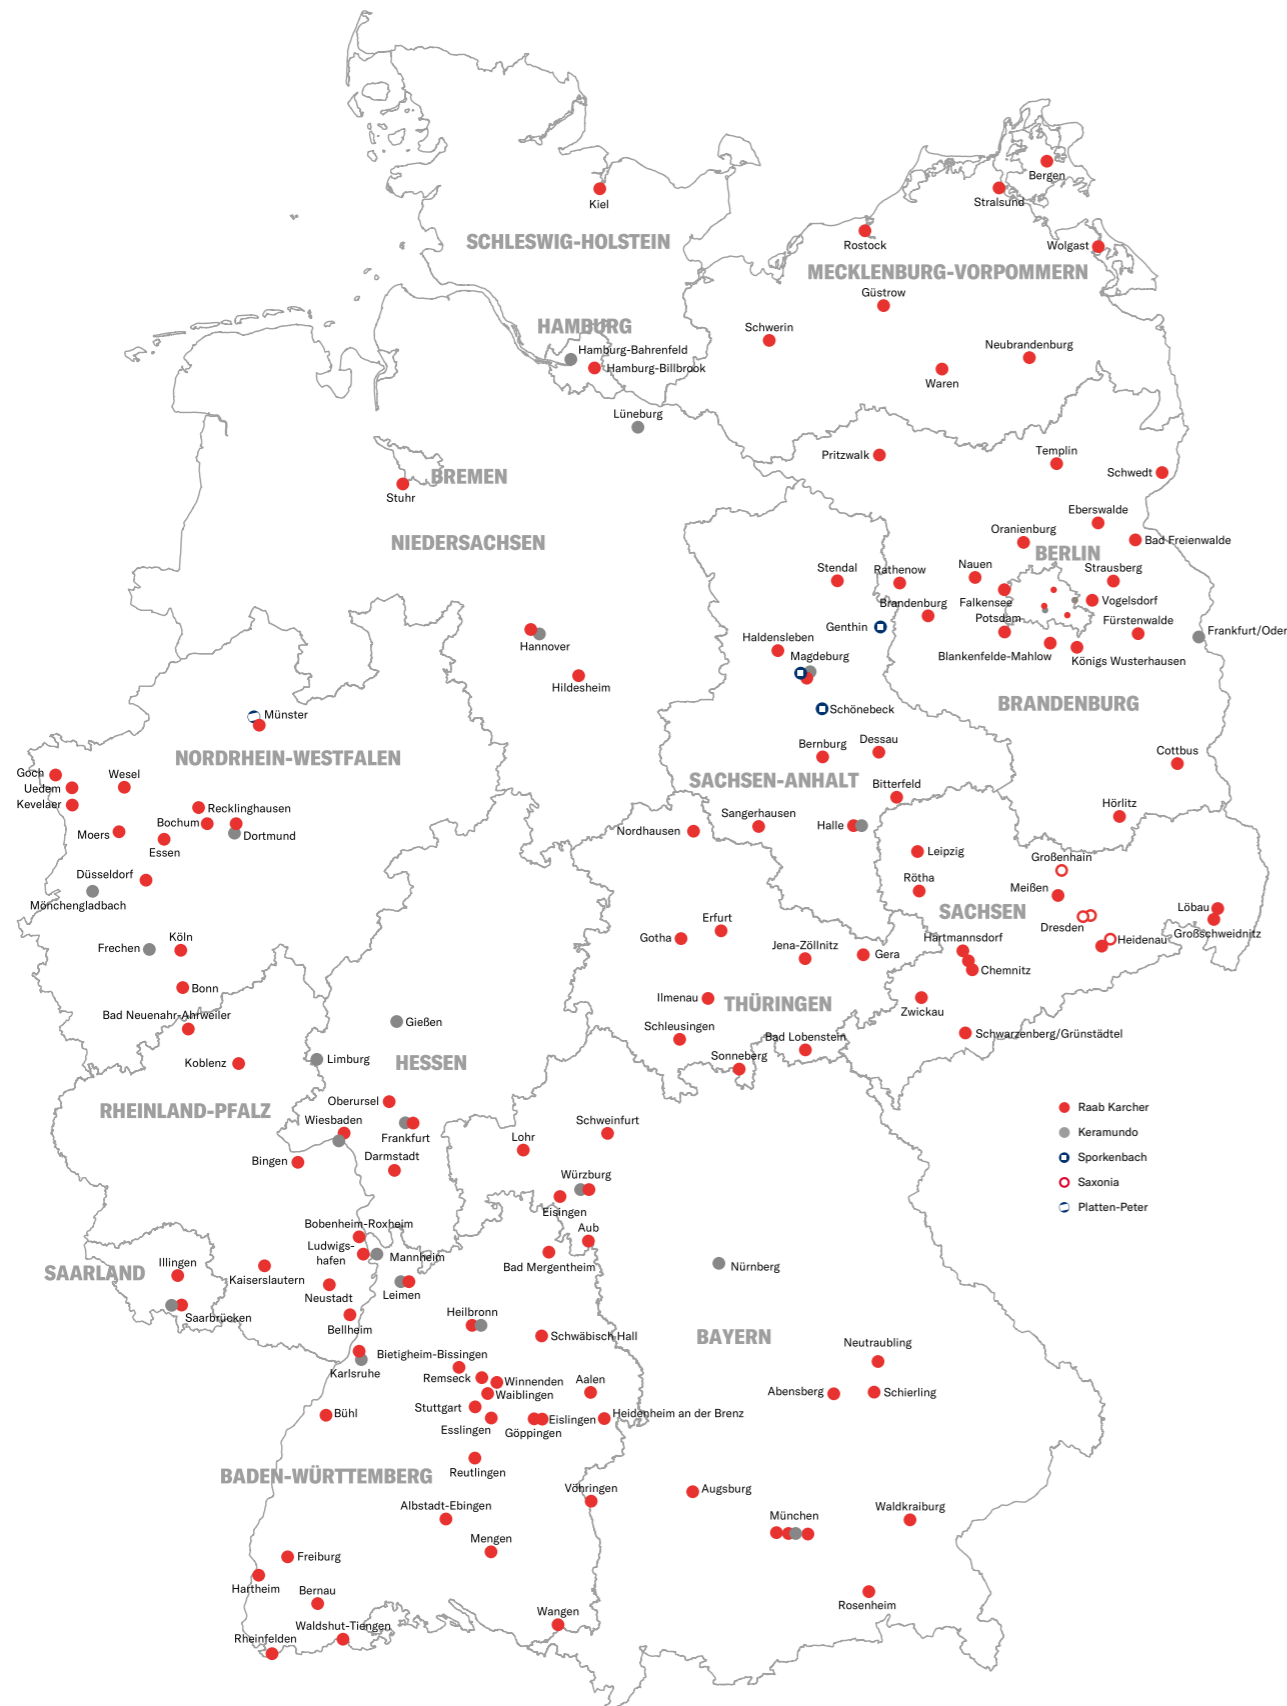 Bergen
Stralsund
Kiel
Rostock
Wolgast
SCHLESWIG-HOLSTEIN
MECKLENBURG-VORPOMMERN
Güstrow
HAMBURG
Schwerin
Neubrandenburg
Hamburg-Bahrenfeld
Hamburg-Billbrook
Waren
Lüneburg
Pritzwalk
Templin
Schwedt
BREMEN
Stuhr
Eberswalde
Oranienburg
Bad Freienwalde
NIEDERSACHSEN
BERLIN
Stendal
Rathenow
Nauen
Strausberg
Brandenburg
Falkensee
Vogelsdorf
Potsdam
Fürstenwalde
Genthin
Frankfurt/Oder
Hannover
Haldensleben
Magdeburg
Blankenfelde-Mahlow
Königs Wusterhausen
Hildesheim
BRANDENBURG
Schönebeck
Münster
NORDRHEIN-WESTFALEN
Bernburg
Dessau
Cottbus
Goch
Wesel
Uedem
Kevelaer
SACHSEN-ANHALT
Bitterfeld
Recklinghausen
Bochum
Moers
Dortmund
Essen
Nordhausen
Sangerhausen
Halle
Hörlitz
Leipzig
Großenhain
Düsseldorf
Mönchengladbach
Rötha
Meißen
SACHSEN
Löbau
Großschweidnitz
Dresden
Heidenau
Erfurt
Gotha
Frechen
Köln
Jena-Zöllnitz
Gera
Hartmannsdorf
Chemnitz
Bonn
Ilmenau
THÜRINGEN
Zwickau
Bad Neuenahr-Ahrweiler
Gießen
Schleusingen
Bad Lobenstein
Schwarzenberg/Grünstädtel
Koblenz
Limburg
HESSEN
Sonneberg
Oberursel
RHEINLAND-PFALZ
Wiesbaden
Frankfurt
Schweinfurt
Lohr
Bingen
Darmstadt
Würzburg
Eisingen
Raab Karcher
Keramundo
Sporkenbach
Saxonia
Platten-Peter
Bobenheim-Roxheim
Aub
Ludwigs-
hafen
Mannheim
Bad Mergentheim
Nürnberg
SAARLAND
Illingen
Kaiserslautern
Neustadt
Leimen
Saarbrücken
Bellheim
Heilbronn
Schwäbisch Hall
BAYERN
Neutraubling
Karlsruhe
Bietigheim-Bissingen
Remseck
Winnenden
Waiblingen
Aalen
Abensberg
Schierling
Bühl
Stuttgart
Esslingen
Göppingen
Eislingen
Heidenheim an der Brenz
Reutlingen
BADEN-WÜRTTEMBERG
Vöhringen
Augsburg
Albstadt-Ebingen
München
Waldkraiburg
Mengen
Freiburg
Hartheim
Bernau
Rosenheim
Wangen
Waldshut-Tiengen
Rheinfelden